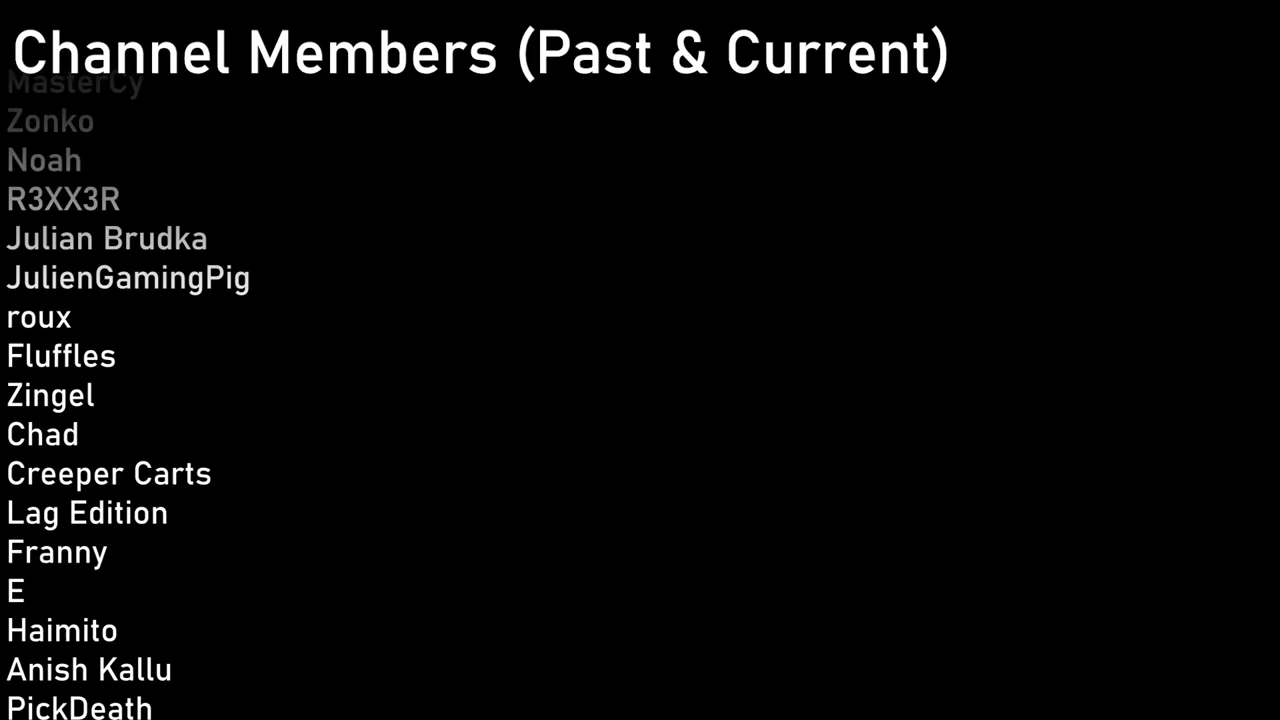 Channel Members (Past & Current)
MasterCy
Zonko
Noah
R3XX3R
Julian Brudka
JulienGamingPig
roux
Fluffles
Zingel
Chad
Creeper Carts
Lag Edition
Franny
E
Haimito
Anish Kallu
PickDeath